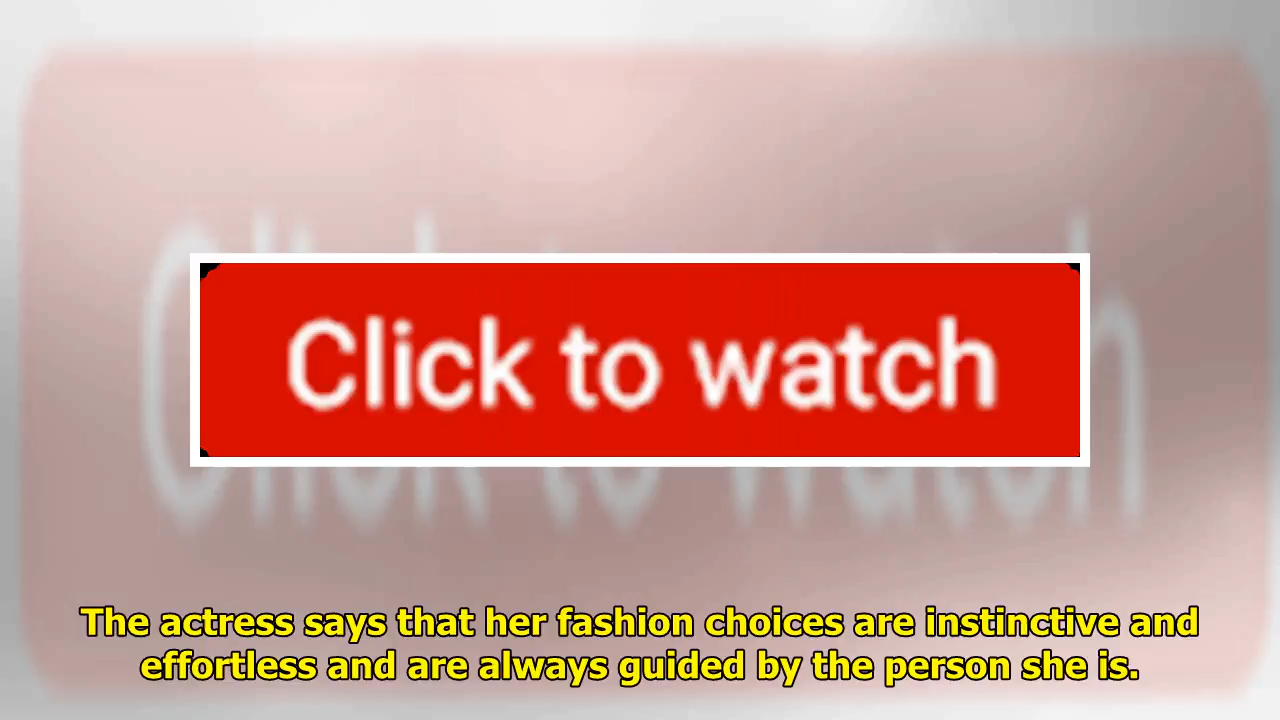 Click to watch
The actress says that her fashion choices are instinctive and
effortless and are always guided by the person she is.